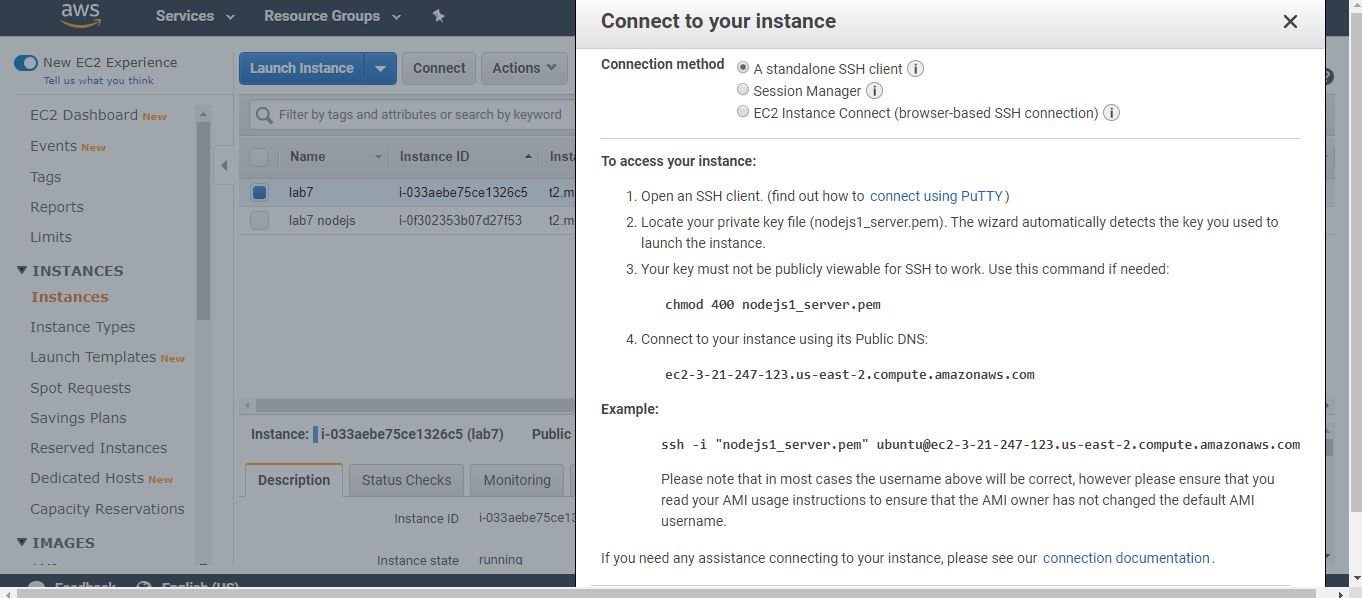 aws
Services
Resource Groups
New EC2 Experience
Tell us what you think
EC2 Dashboard New
Events New
Tags
Reports
Limits
INSTANCES
Instances
Instance Types
Launch Templates New
Spot Requests
Savings Plans
Reserved Instances
Dedicated Hosts New
Capacity Reservations
IMAGES
Feedback
English (US)
Launch Instance
Connect
Actions
Filter by tags and attributes or search by keyword
Name Instance ID
lab7 i-033aebe75ce1326c5 t2.m
lab7 nodejs i-0f302353b07d27f53 t2.m
Instance: i-033aebe75ce1326c5 (lab7) Public
Description Status Checks Monitoring
Instance ID i-033aebe75ce13
Instance state running
Connect to your instance
Connection method
A standalone SSH client
Session Manager
EC2 Instance Connect (browser-based SSH connection)
To access your instance:
1. Open an SSH client. (find out how to connect using PuTTY)
2. Locate your private key file (nodejs1_server.pem). The wizard automatically detects the key you used to
launch the instance.
3. Your key must not be publicly viewable for SSH to work. Use this command if needed:
chmod 400 nodejs1_server.pem
4. Connect to your instance using its Public DNS:
ec2-3-21-247-123.us-east-2.compute.amazonaws.com
Example:
ssh -i "nodejs1_server.pem" ubuntu@ec2-3-21-247-123.us-east-2.compute.amazonaws.com
Please note that in most cases the username above will be correct, however please ensure that you
read your AMI usage instructions to ensure that the AMI owner has not changed the default AMI
username.
If you need any assistance connecting to your instance, please see our connection documentation.